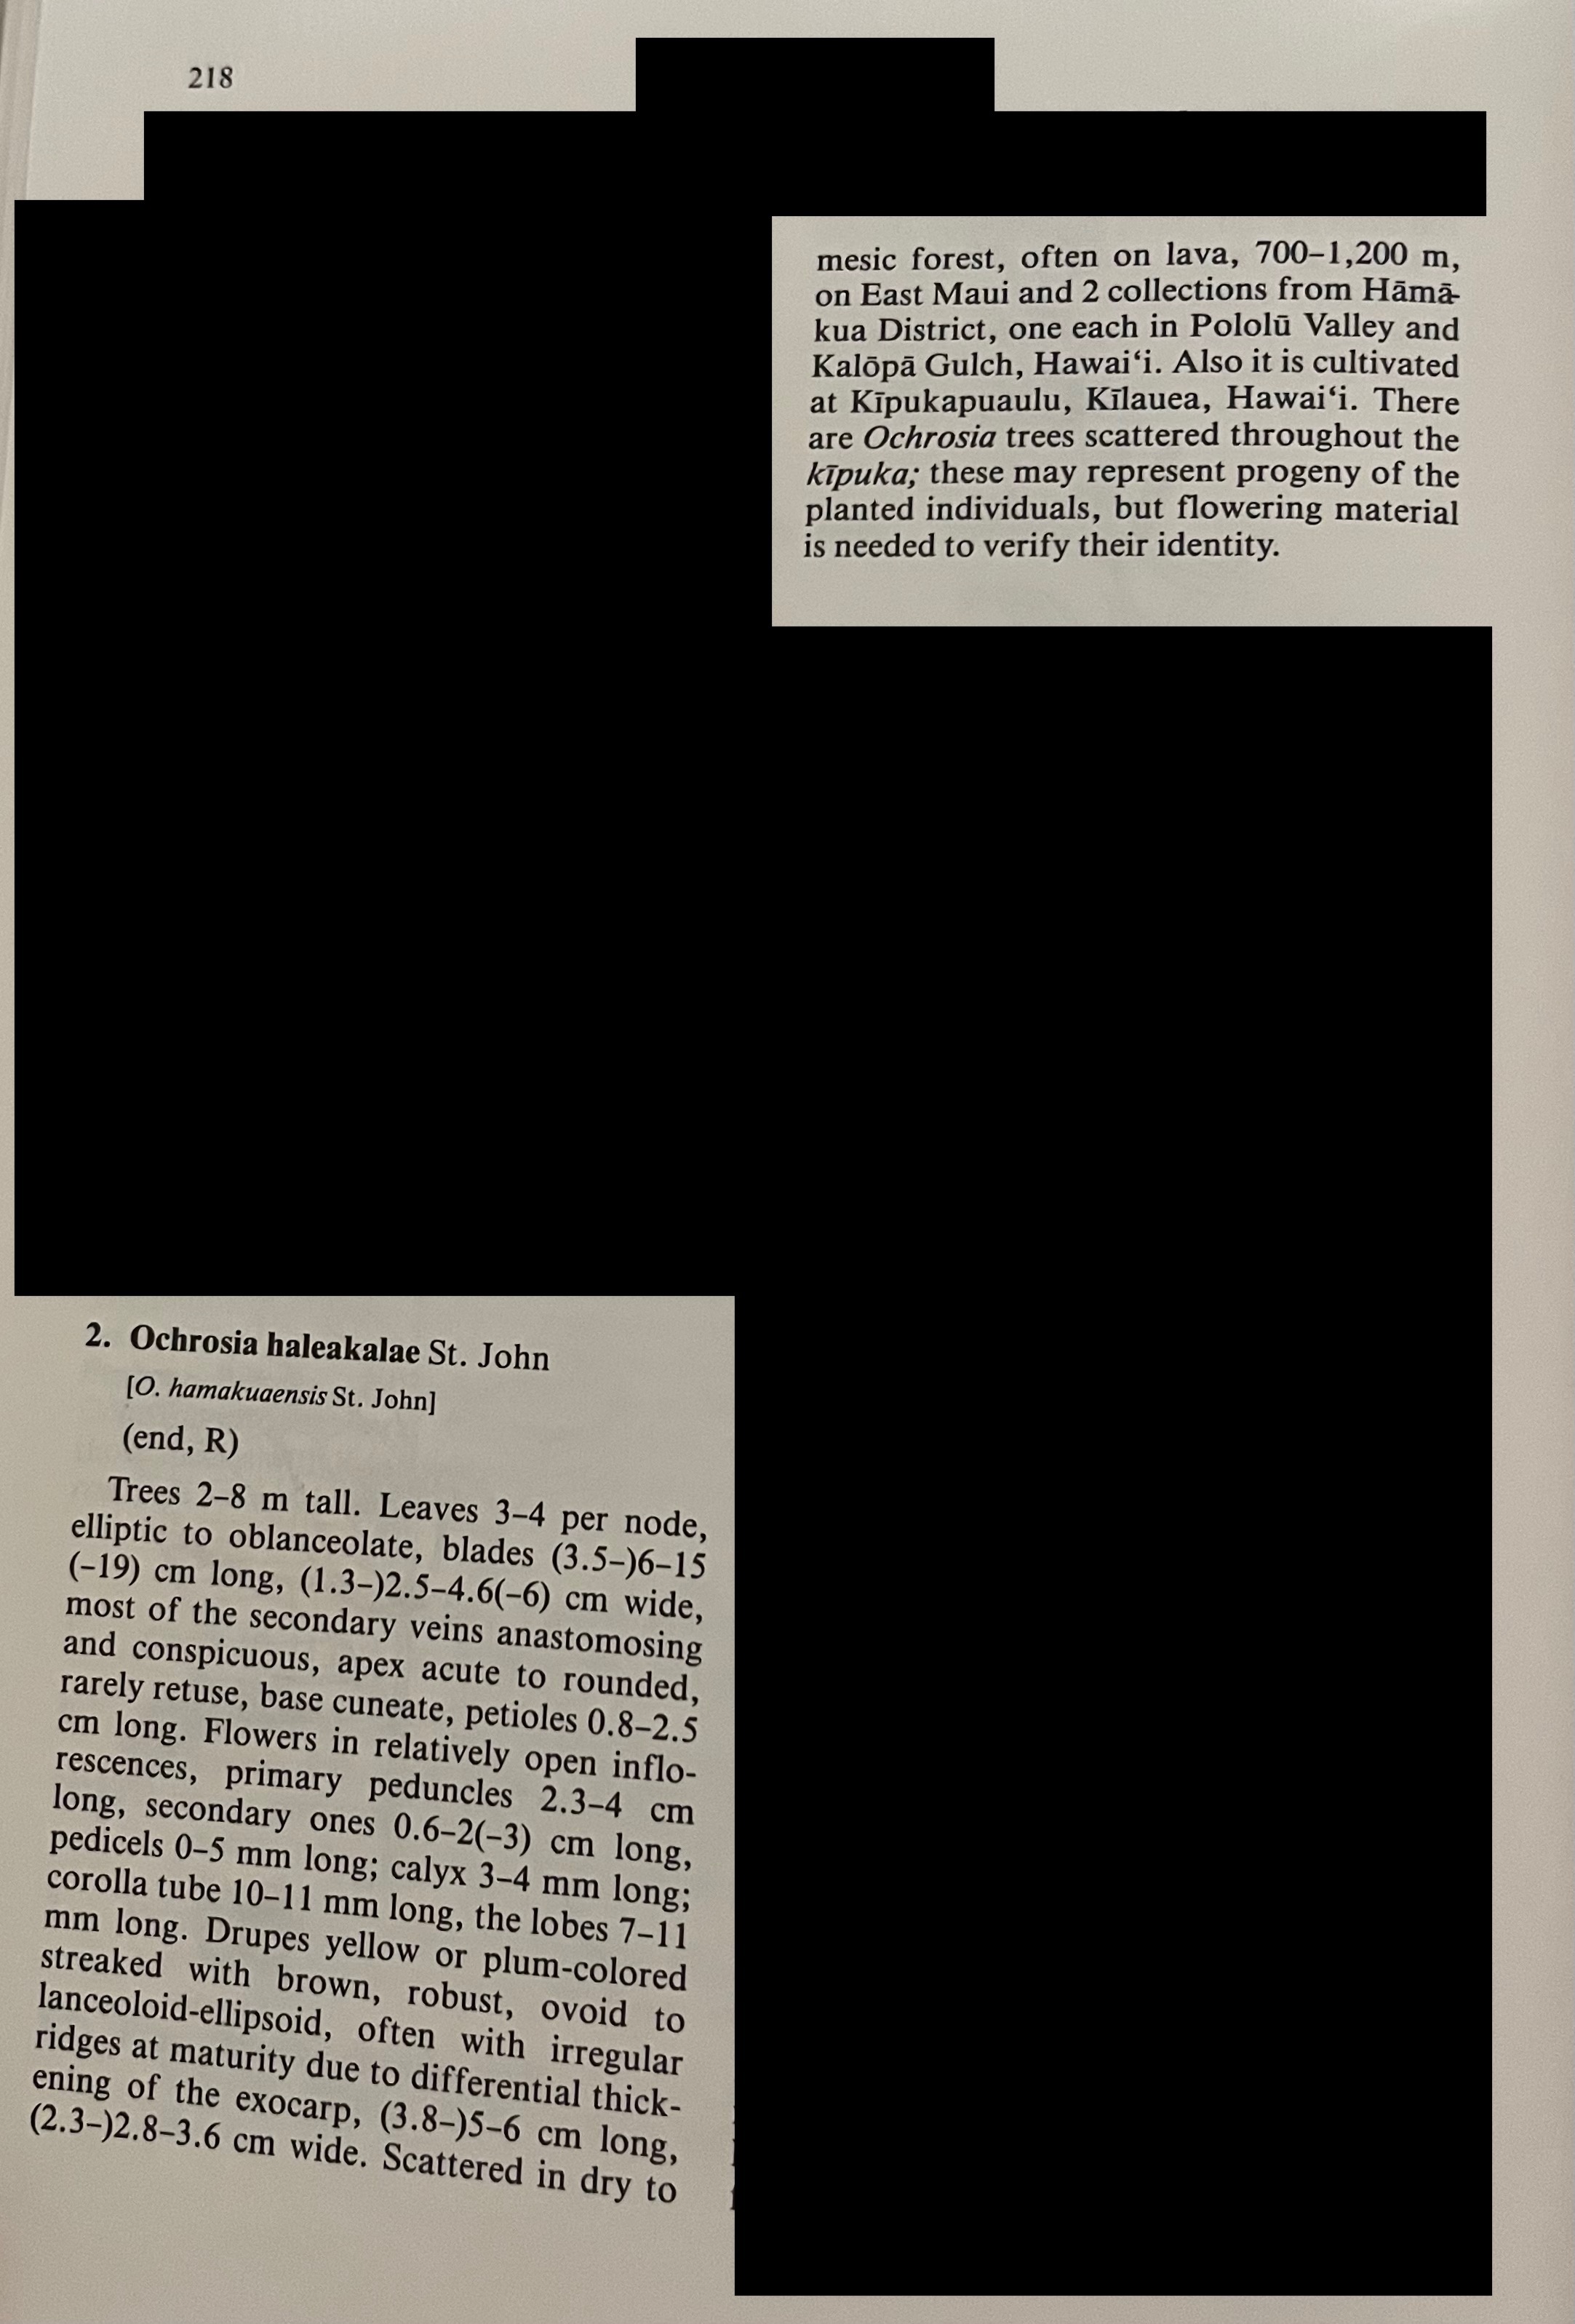 218
2. Ochrosia haleakalae St. John
[O. hamakuaensis St. John]
(end, R)
Trees 2–8 m tall. Leaves 3–4 per node,
elliptic to oblanceolate, blades (3.5–)6–15
(–19) cm long, (1.3–)2.5–4.6(–6) cm wide,
most of the secondary veins anastomosing
and conspicuous, apex acute to rounded,
rarely retuse, base cuneate, petioles 0.8–2.5
cm long. Flowers in relatively open inflo-
rescences, primary peduncles 2.3–4 cm
long, secondary ones 0.6–2(–3) cm long,
pedicels 0–5 mm long; calyx 3–4 mm long;
corolla tube 10–11 mm long, the lobes 7–11
mm long. Drupes yellow or plum-colored
streaked with brown, robust, ovoid to
lanceoloid-ellipsoid, often with irregular
ridges at maturity due to differential thick-
ening of the exocarp, (3.8–)5–6 cm long,
(2.3–)2.8–3.6 cm wide. Scattered in dry to
mesic forest, often on lava, 700–1,200 m,
on East Maui and 2 collections from Hāmā-
kua District, one each in Pololū Valley and
Kalōpā Gulch, Hawai‘i. Also it is cultivated
at Kīpukapuaulu, Kīlauea, Hawai‘i. There
are Ochrosia trees scattered throughout the
kīpuka; these may represent progeny of the
planted individuals, but flowering material
is needed to verify their identity.